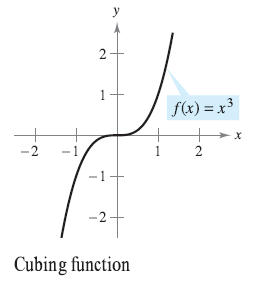 y
2
1
f(x) = x³
x
−2 −1 1 2
−1
−2
Cubing function